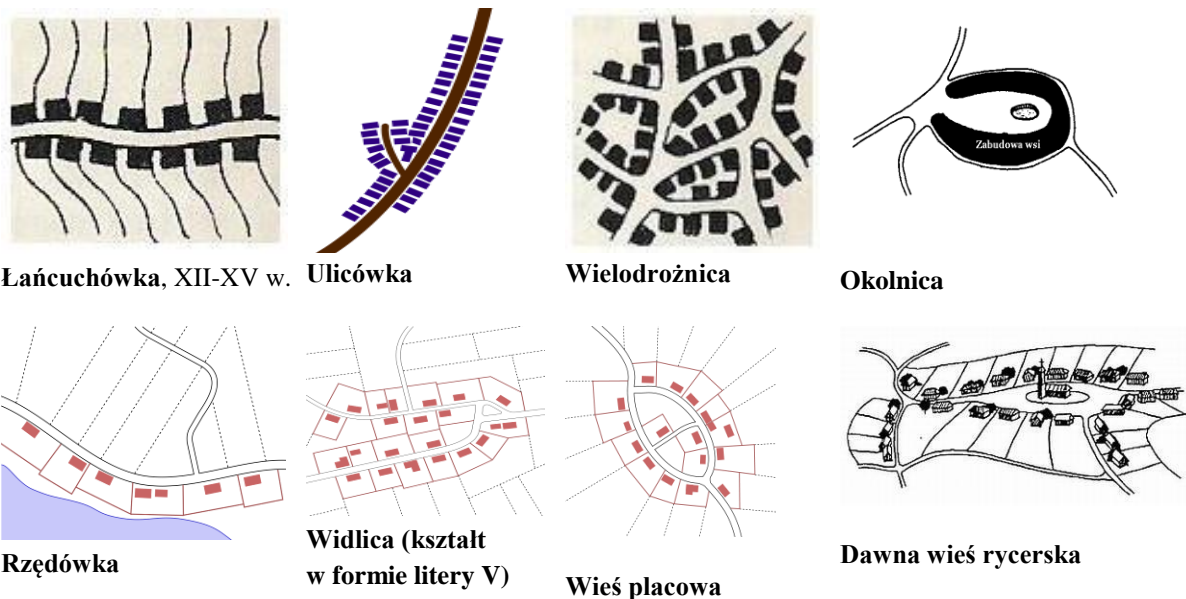 Zabudowa wsi
Łańcuchówka, XII-XV w.
Ulicówka
Wielodrożnica
Okolnica
Rzędówka
Widlica (kształt
w formie litery V)
Wieś placowa
Dawna wieś rycerska